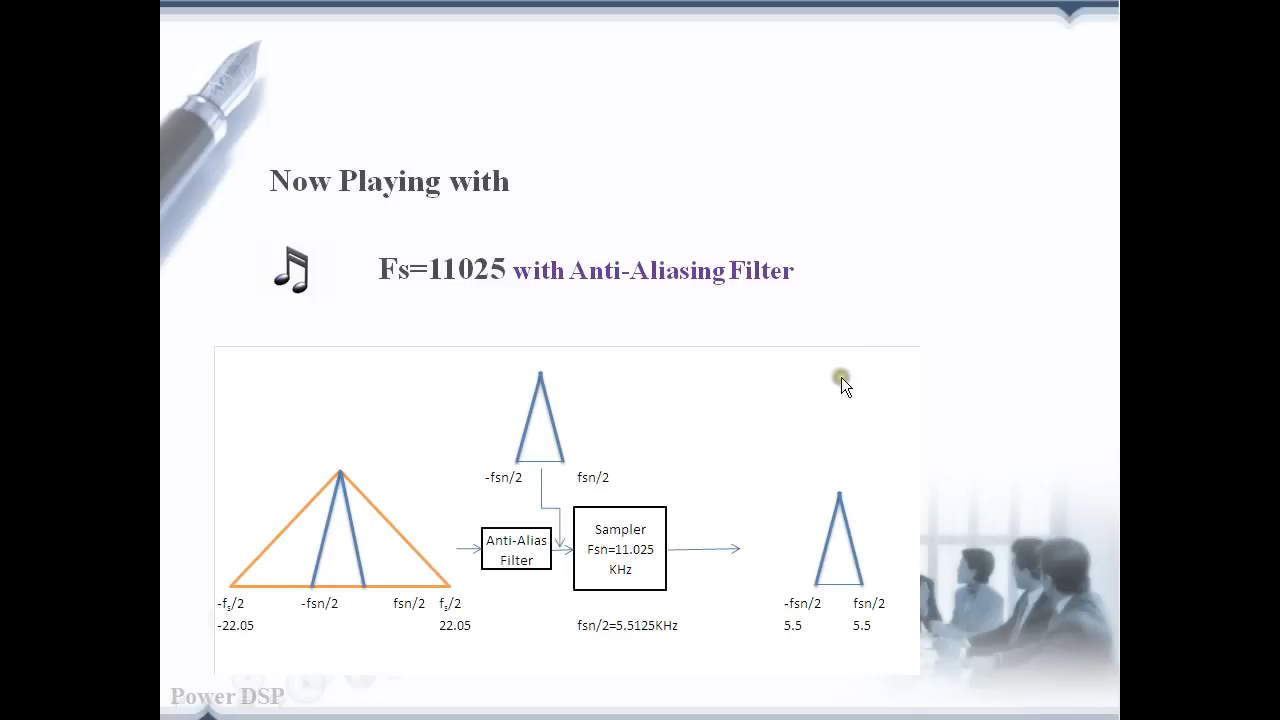 Now Playing with
Fs=11025 with Anti-Aliasing Filter
-fsn/2 fsn/2
Anti-Alias
Filter
Sampler
Fsn=11.025
KHz
-fs/2 -fsn/2 fsn/2 fs/2
-22.05 22.05
fsn/2=5.5125KHz
-fsn/2 fsn/2
5.5 5.5
Power DSP